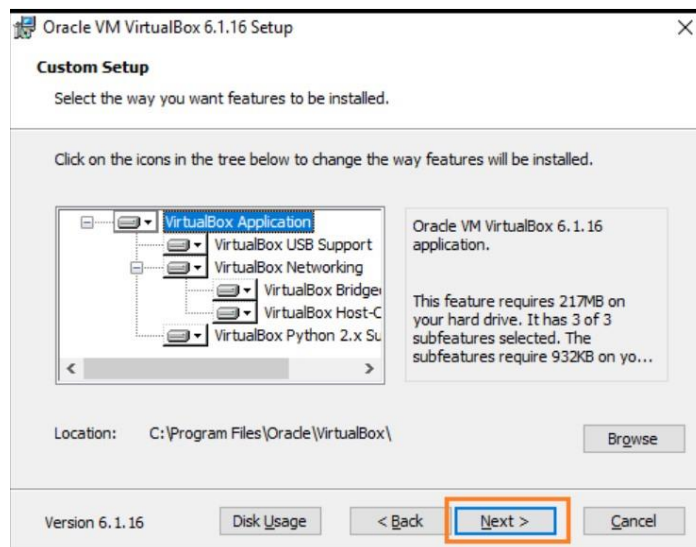 Oracle VM VirtualBox 6.1.16 Setup
Custom Setup
Select the way you want features to be installed.
Click on the icons in the tree below to change the way features will be installed.
VirtualBox Application
VirtualBox USB Support
VirtualBox Networking
VirtualBox Bridge
VirtualBox Host-C
VirtualBox Python 2.x Su
Oracle VM VirtualBox 6.1.16
application.
This feature requires 217MB on
your hard drive. It has 3 of 3
subfeatures selected. The
subfeatures require 932KB on yo...
Location: C:\Program Files\Oracle\VirtualBox\
Browse
Version 6.1.16
Disk Usage
< Back
Next >
Cancel